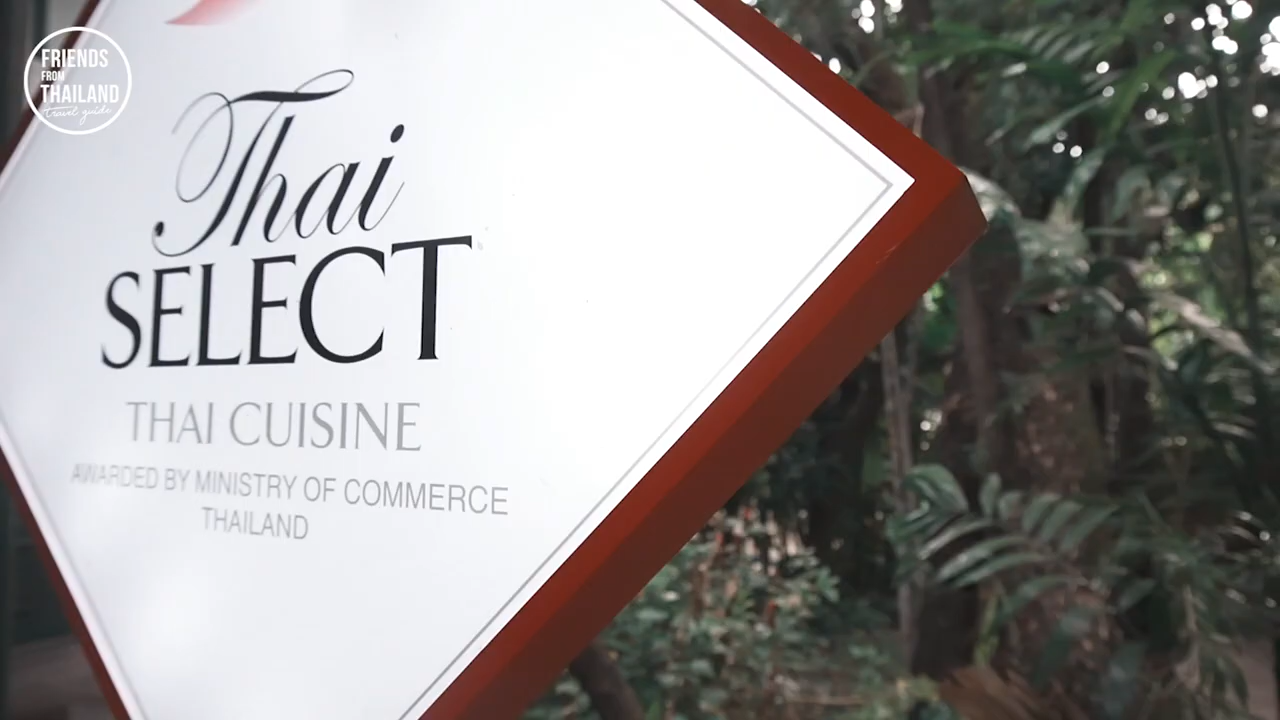 FRIENDS
FROM
THAILAND
travel guide
Thai
SELECT
THAI CUISINE
AWARDED BY MINISTRY OF COMMERCE
THAILAND